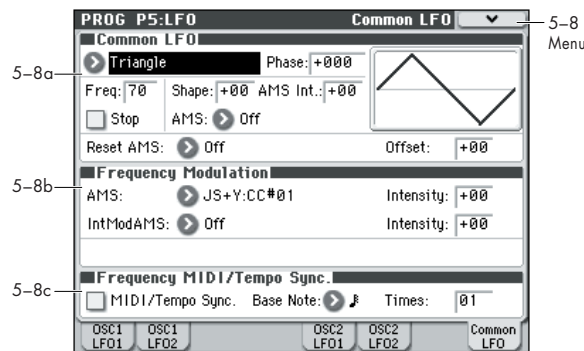 PROG P5:LFO Common LFO
5–8
Menu
Common LFO
5–8a
Triangle Phase: +000
Freq: 70 Shape: +00 AMS Int.: +00
Stop AMS: Off
Reset AMS: Off Offset: +00
Frequency Modulation
5–8b
AMS: JS+Y:CC#01 Intensity: +00
IntModAMS: Off Intensity: +00
Frequency MIDI/Tempo Sync.
5–8c
MIDI/Tempo Sync. Base Note: Times: 01
OSC1 LFO1 OSC1 LFO2 OSC2 LFO1 OSC2 LFO2 Common LFO